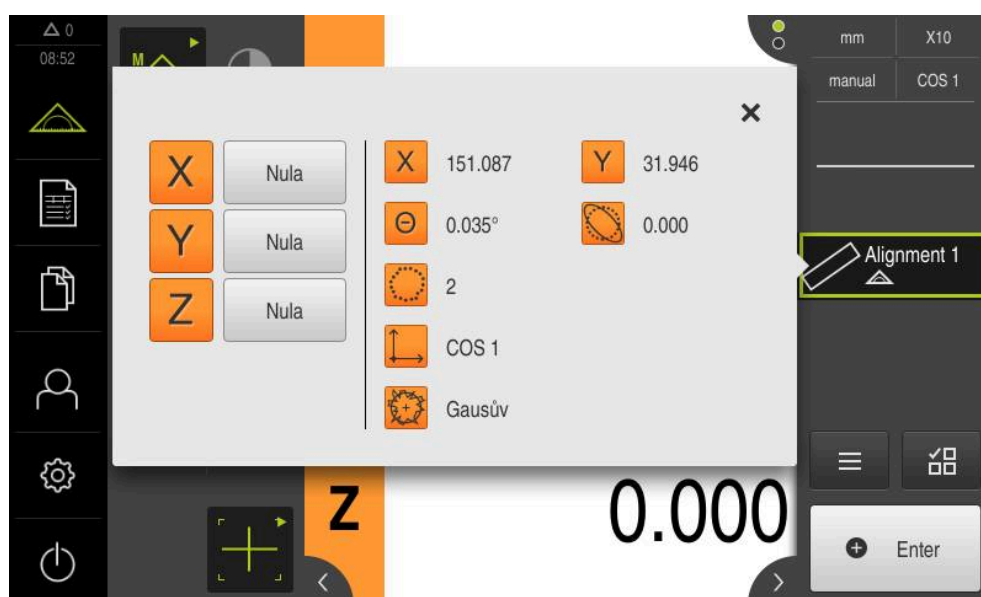 0
08:52
M
mm X10
manual COS 1
X Nula
Y Nula
Z Nula
X 151.087 Y 31.946
Θ 0.035° 0.000
2
COS 1
Gausův
Alignment 1
Z 0.000
Enter